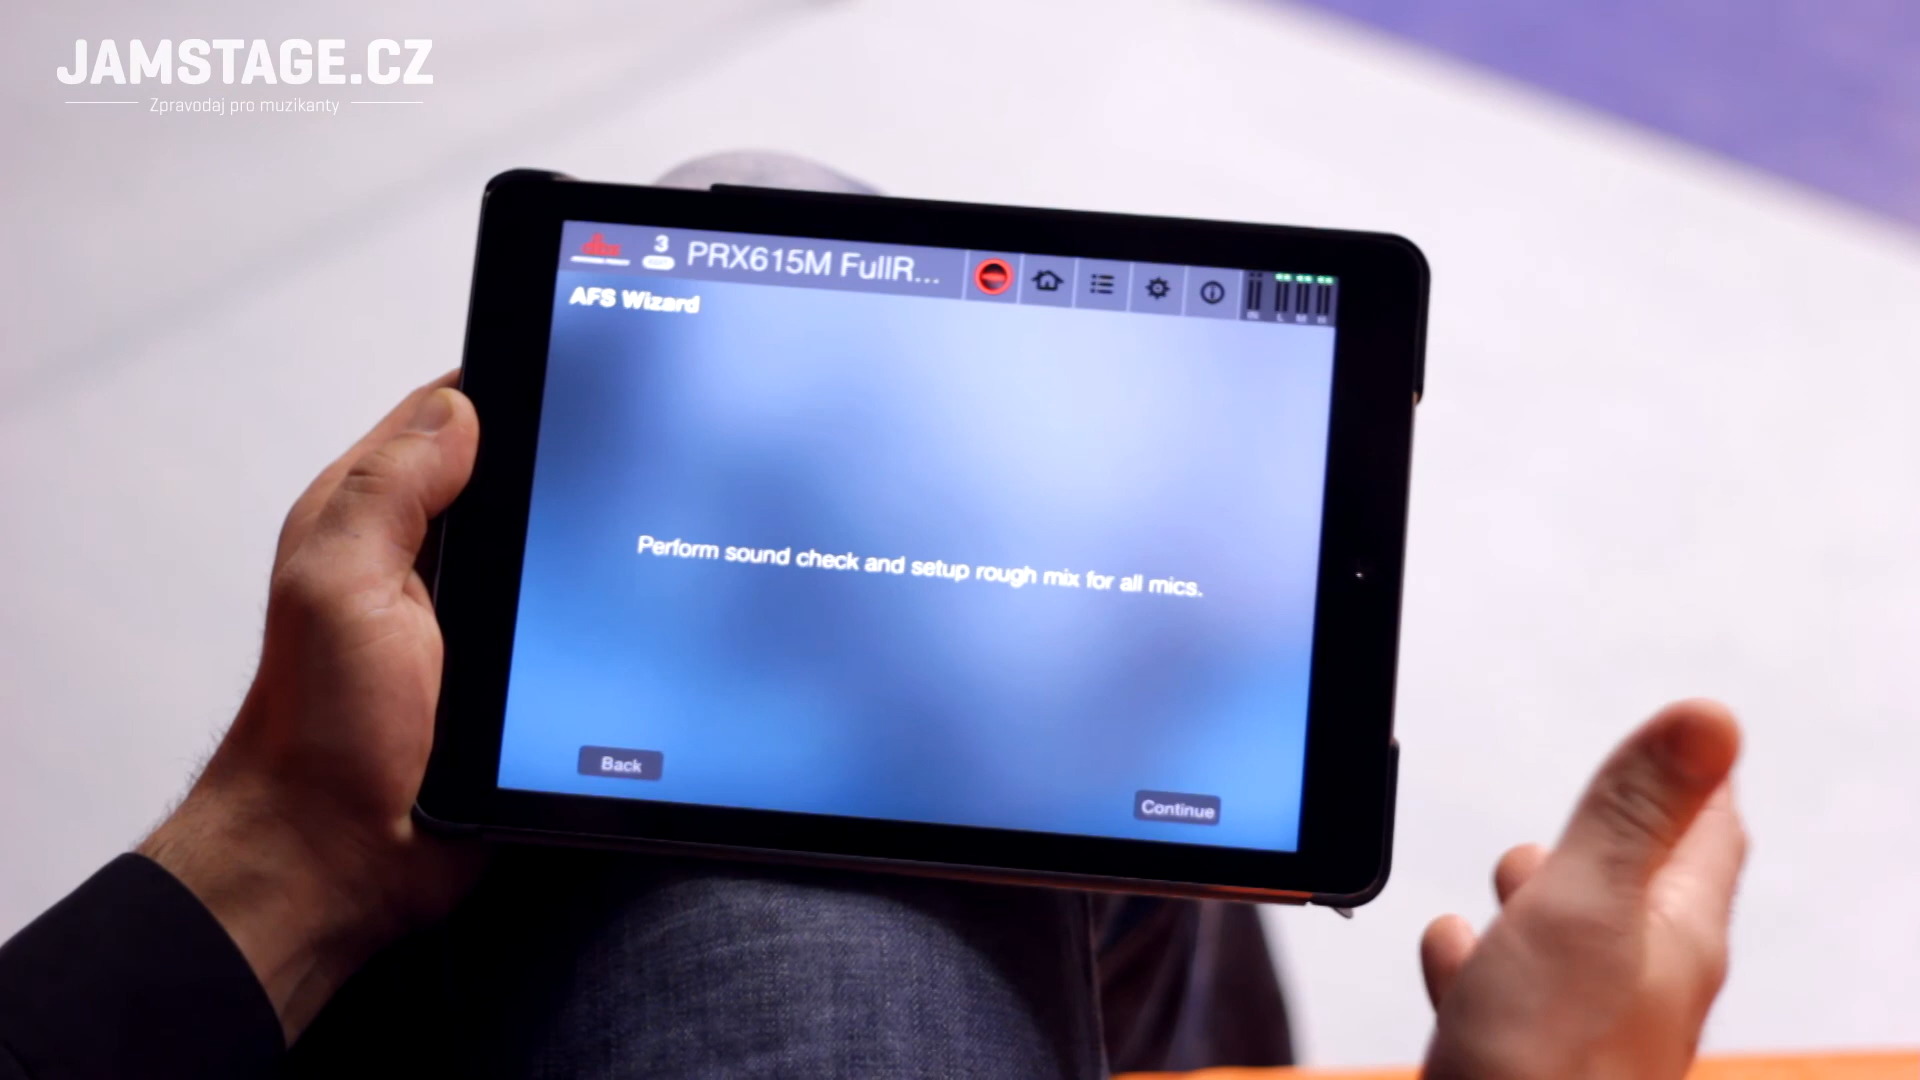 JAMSTAGE.CZ
Zpravodaj pro muzikanty
dbx
3
PRX615M FullR...
AFS Wizard
Perform sound check and setup rough mix for all mics.
Back
Continue